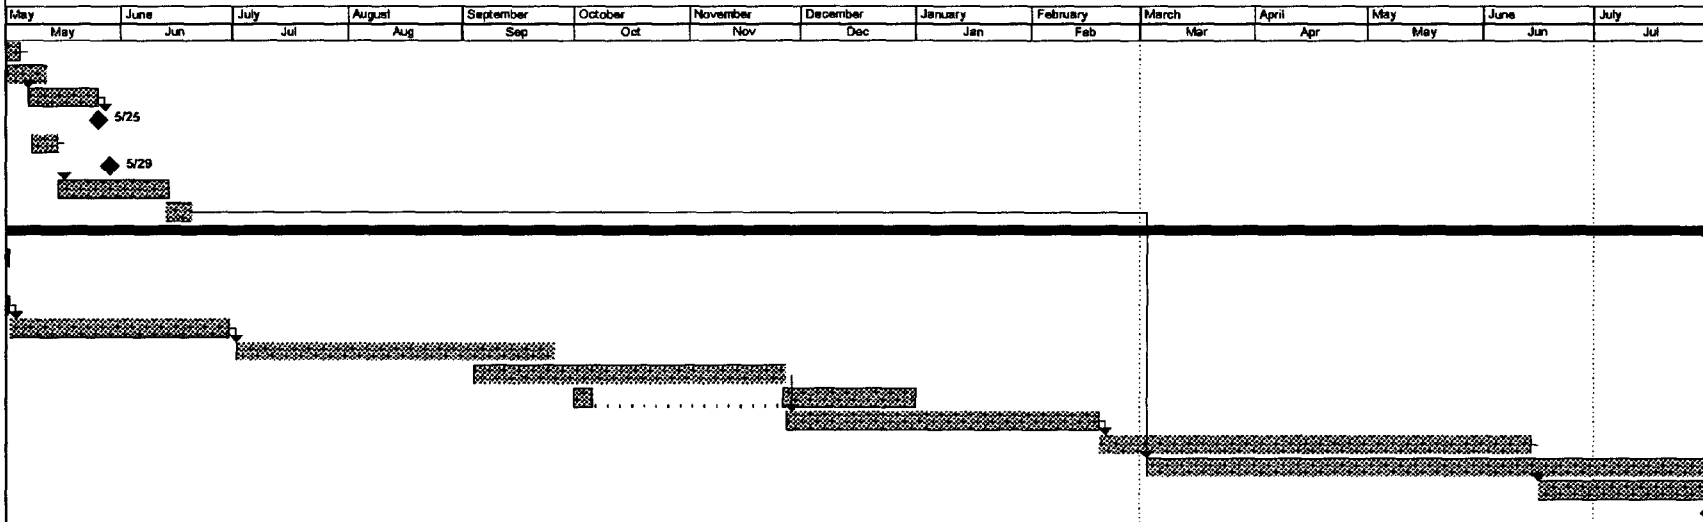 May June July August September October November December January February March April May June July
May Jun Jul Aug Sep Oct Nov Dec Jan Feb Mar Apr May Jun Jul
5/25
5/29